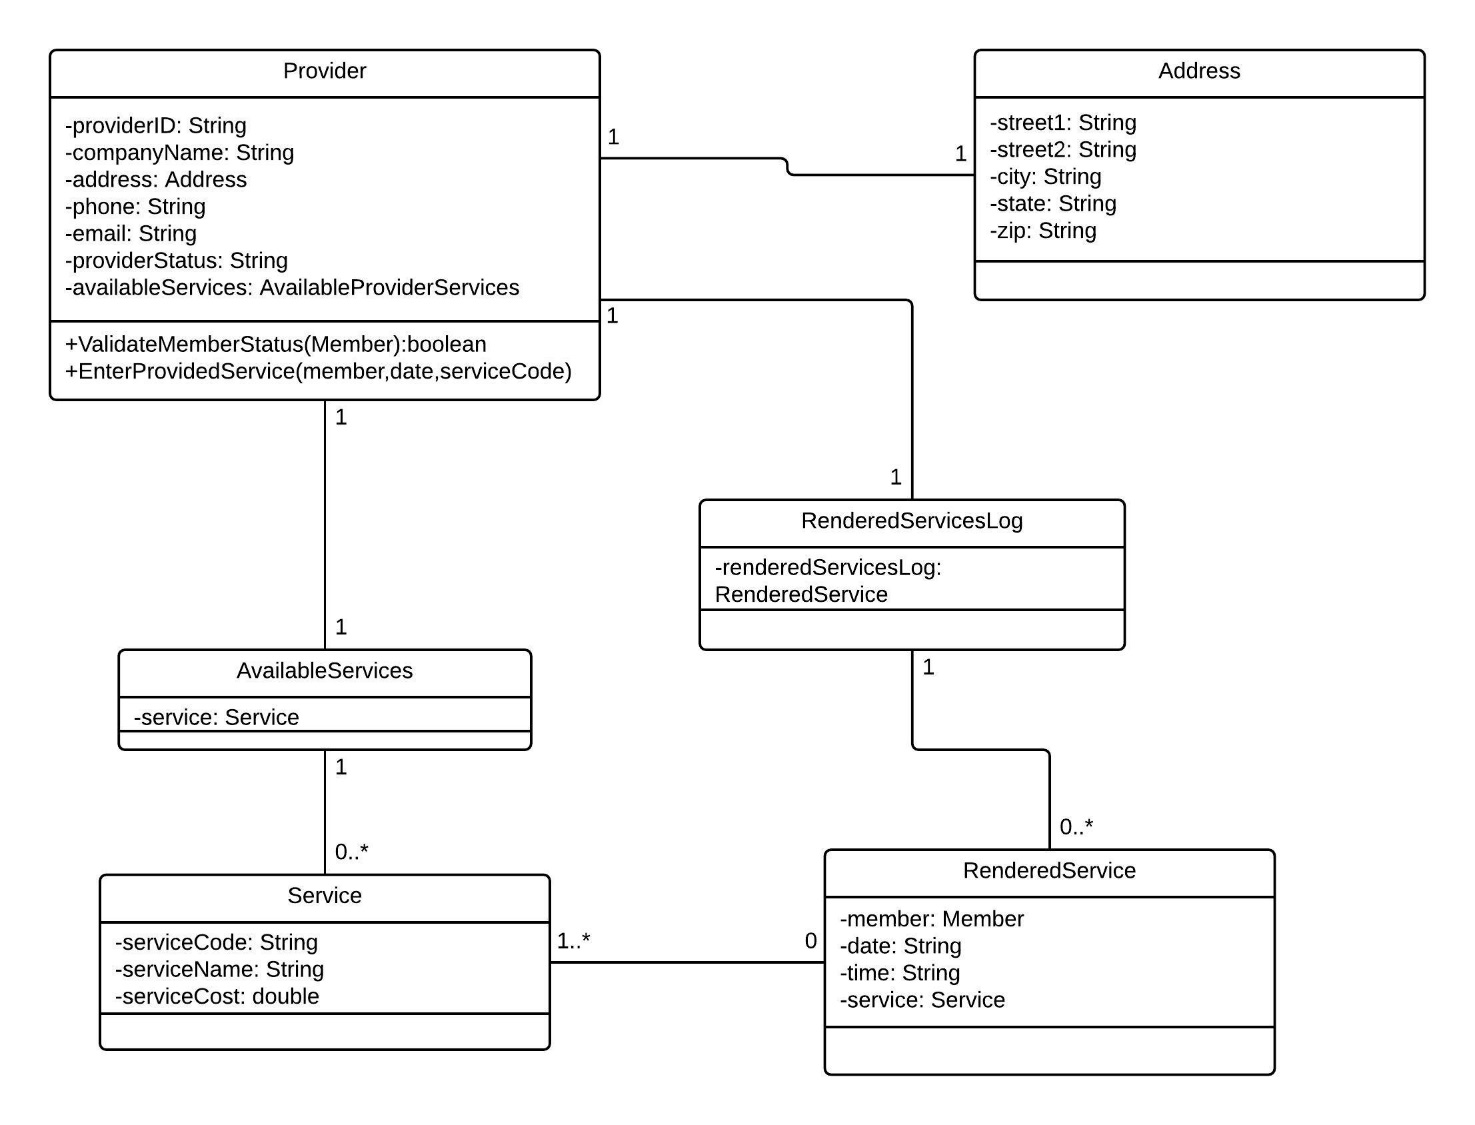 Provider
-providerID: String
-companyName: String
-address: Address
-phone: String
-email: String
-providerStatus: String
-availableServices: AvailableProviderServices
+ValidateMemberStatus(Member):boolean
+EnterProvidedService(member,date,serviceCode)
1
1
Address
-street1: String
-street2: String
-city: String
-state: String
-zip: String
1
1
RenderedServicesLog
-renderedServicesLog:
RenderedService
1
1
AvailableServices
-service: Service
1
0..*
Service
-serviceCode: String
-serviceName: String
-serviceCost: double
1
0..*
RenderedService
-member: Member
-date: String
-time: String
-service: Service
1..*
0